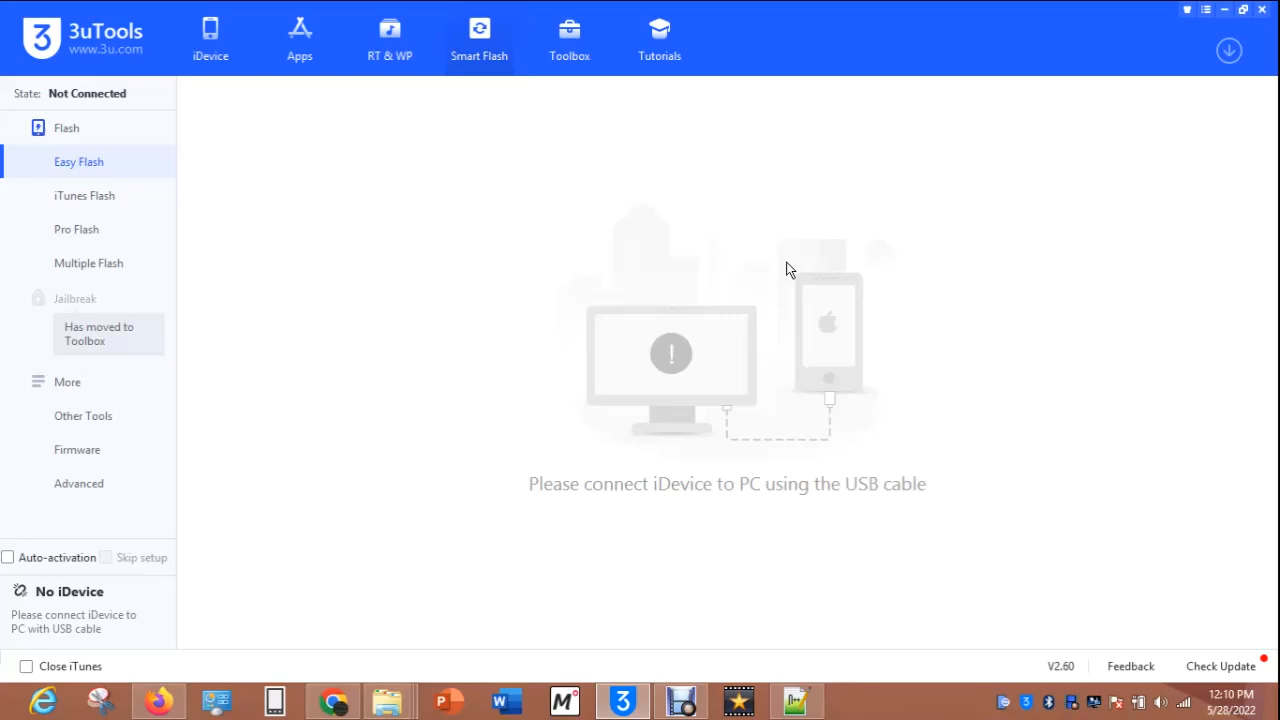 3 3uTools
www.3u.com
iDevice
Apps
RT & WP
Smart Flash
Toolbox
Tutorials
State: Not Connected
Flash
Easy Flash
iTunes Flash
Pro Flash
Multiple Flash
Jailbreak
Has moved to
Toolbox
More
Other Tools
Firmware
Advanced
!
Please connect iDevice to PC using the USB cable
Auto-activation
Skip setup
No iDevice
Please connect iDevice to
PC with USB cable
Close iTunes
V2.60
Feedback
Check Update
12:10 PM
5/28/2022